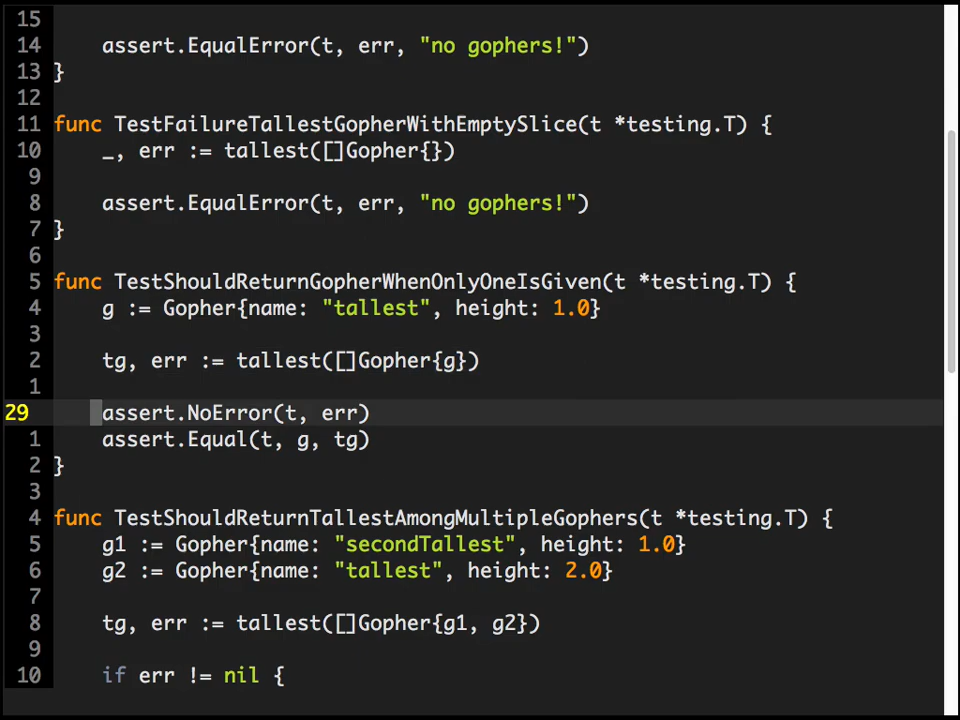 15
14     assert.EqualError(t, err, "no gophers!")
13 }
12
11 func TestFailureTallestGopherWithEmptySlice(t *testing.T) {
10     _, err := tallest([]Gopher{})
9
8     assert.EqualError(t, err, "no gophers!")
7 }
6
5 func TestShouldReturnGopherWhenOnlyOneIsGiven(t *testing.T) {
4     g := Gopher{name: "tallest", height: 1.0}
3
2     tg, err := tallest([]Gopher{g})
1
29     assert.NoError(t, err)
1     assert.Equal(t, g, tg)
2 }
3
4 func TestShouldReturnTallestAmongMultipleGophers(t *testing.T) {
5     g1 := Gopher{name: "secondTallest", height: 1.0}
6     g2 := Gopher{name: "tallest", height: 2.0}
7
8     tg, err := tallest([]Gopher{g1, g2})
9
10     if err != nil {